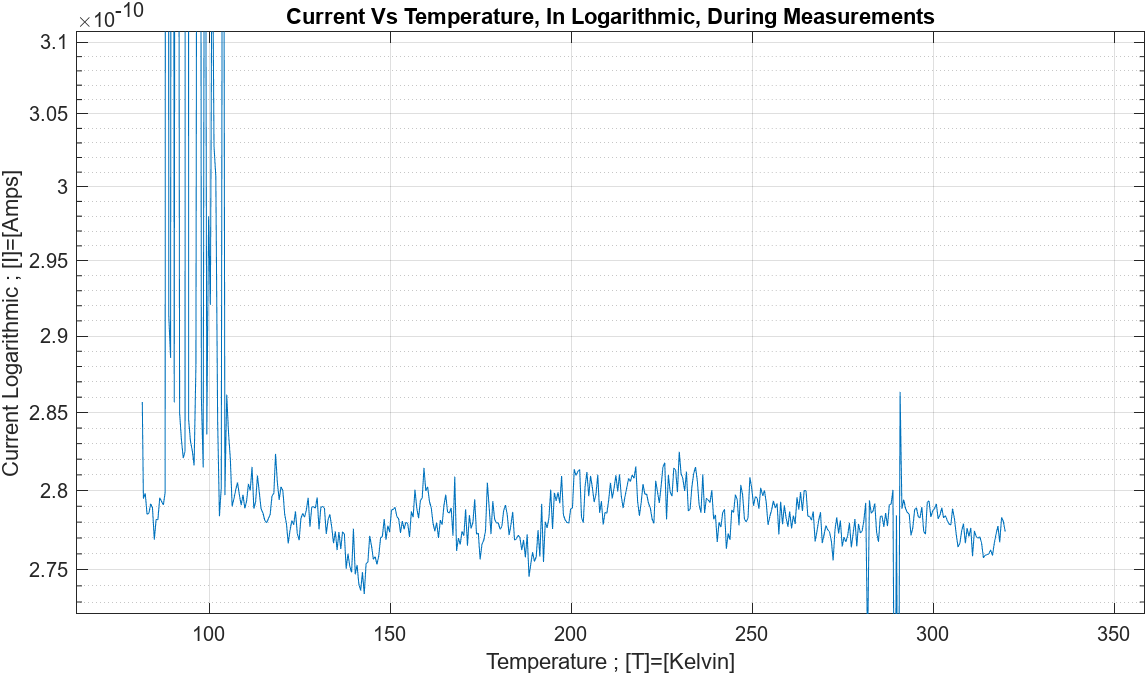 Current Vs Temperature, In Logarithmic, During Measurements
×10⁻¹⁰
3.1
3.05
3
2.95
2.9
2.85
2.8
2.75
Current Logarithmic ; [I]=[Amps]
100 150 200 250 300 350
Temperature ; [T]=[Kelvin]